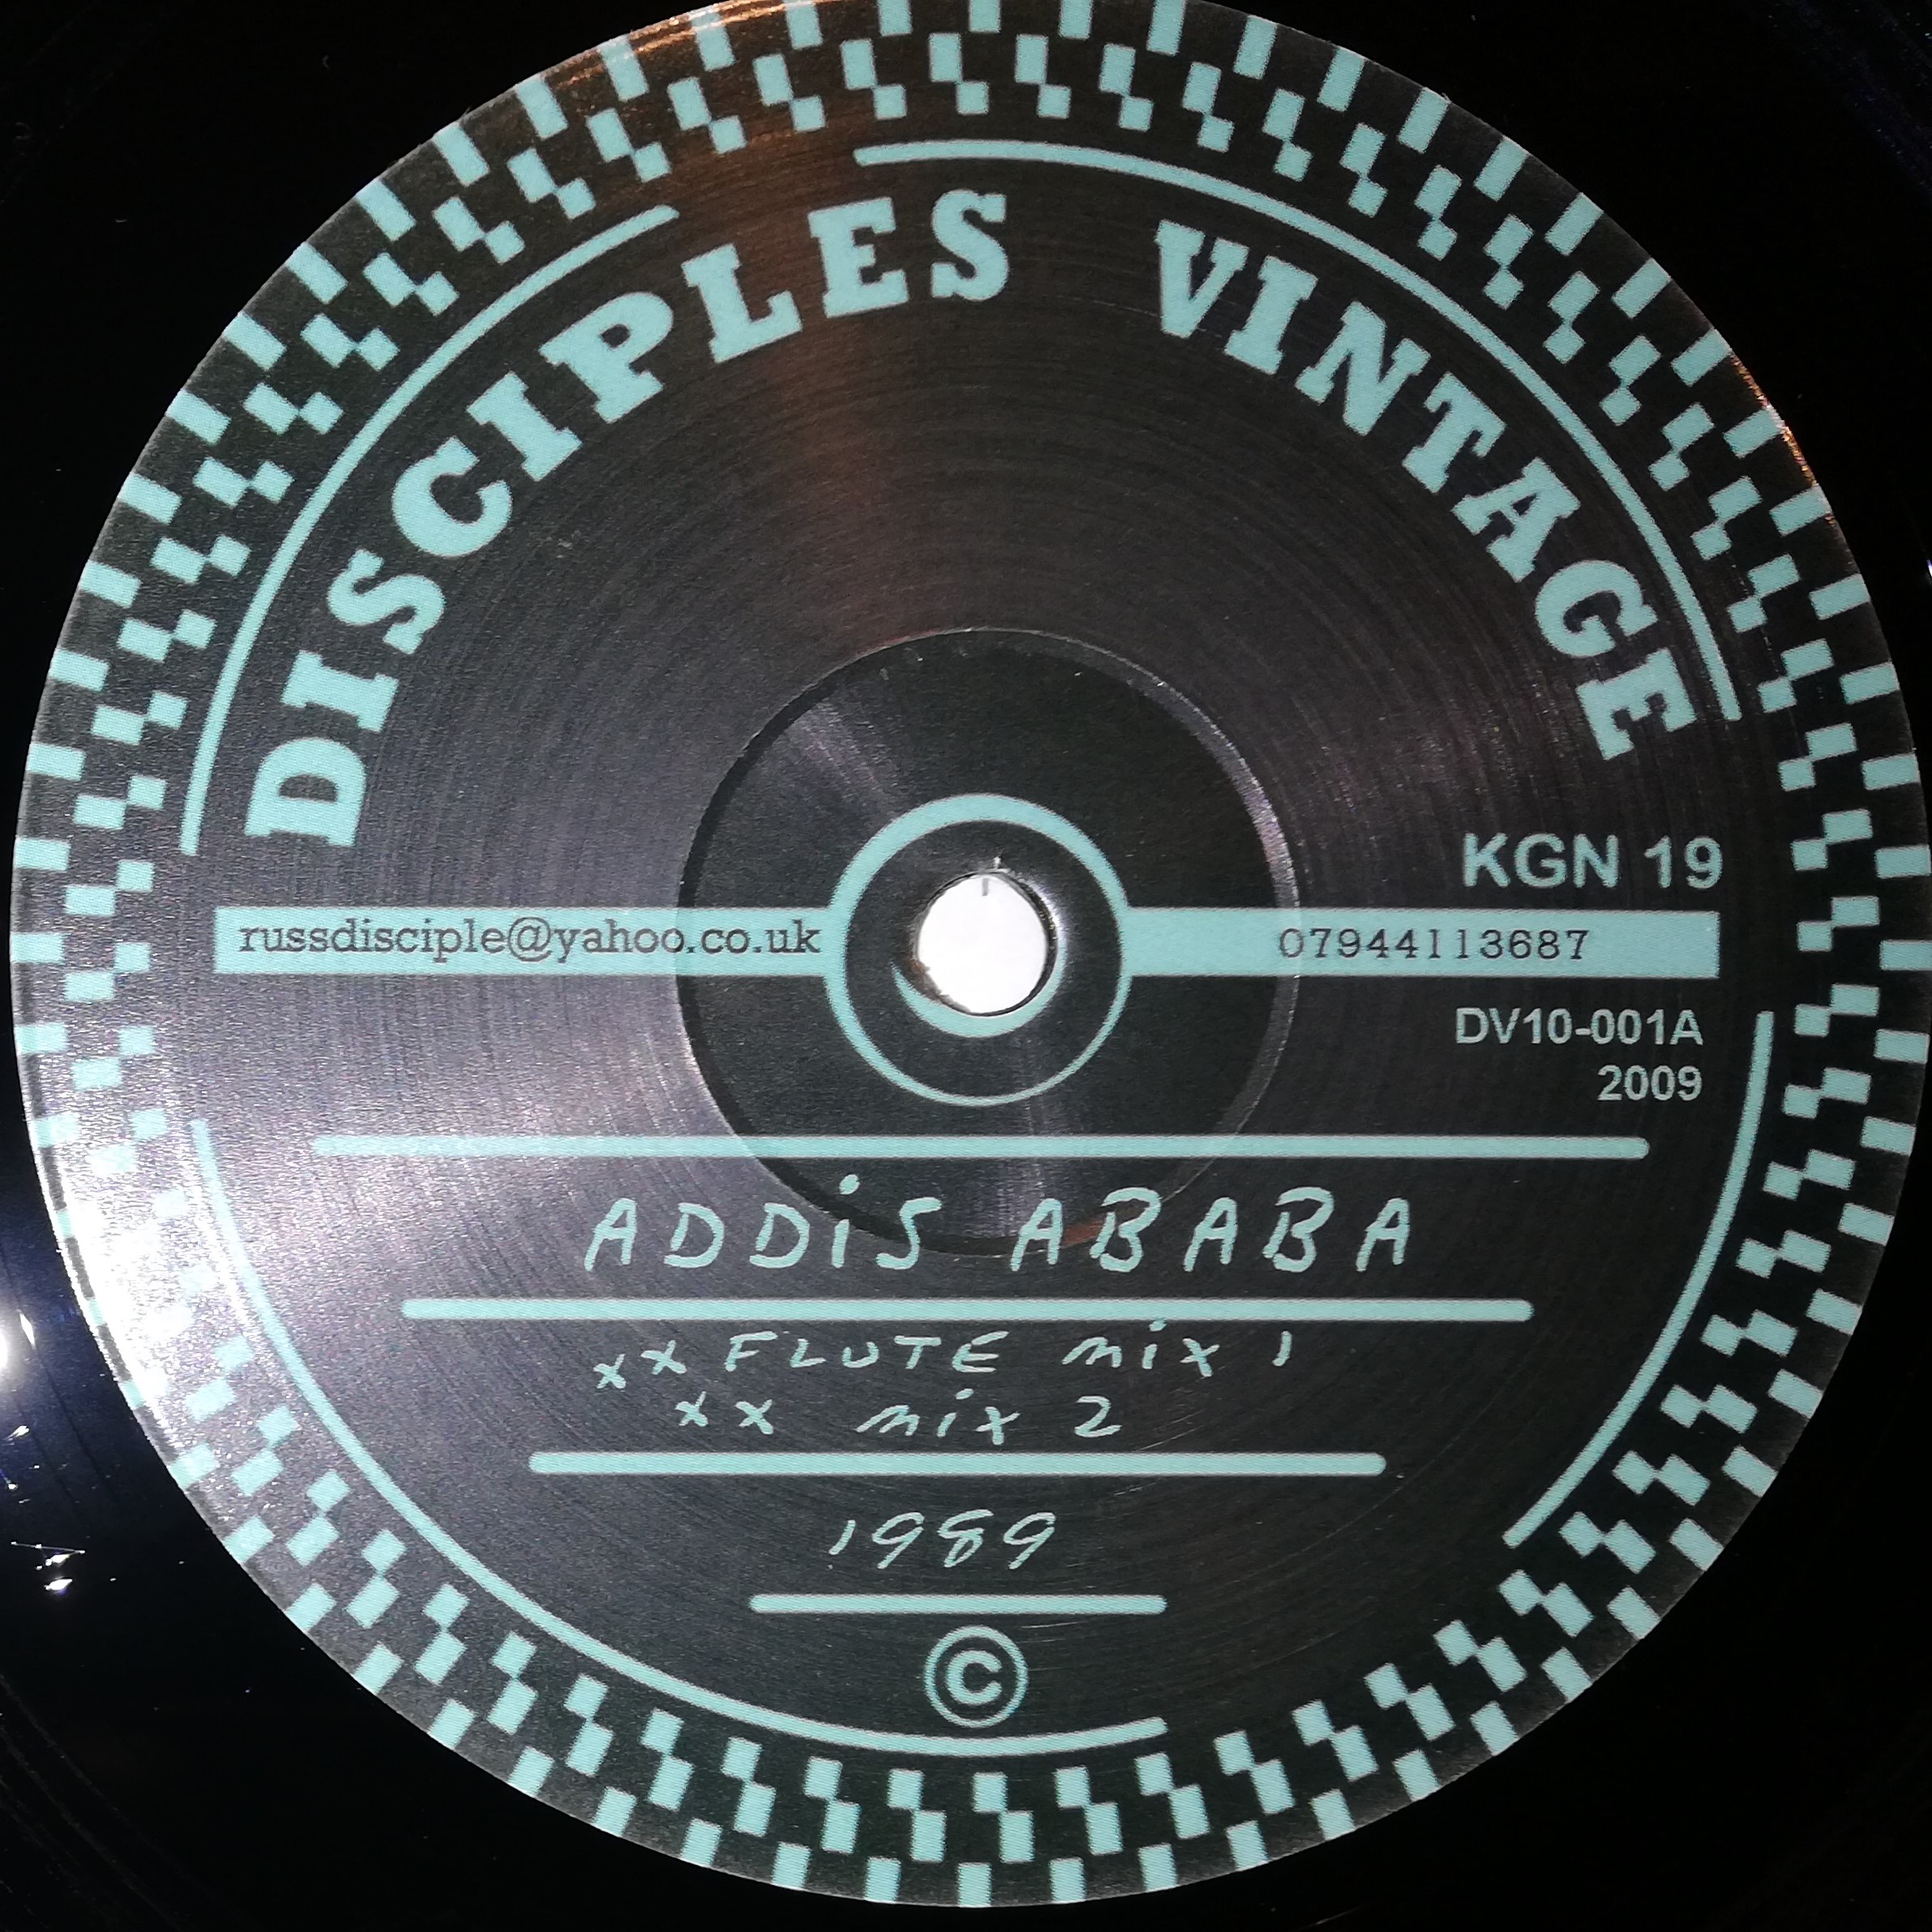 DISCIPLES VINTAGE
KGN 19
russdisciple@yahoo.co.uk 07944113687
DV10-001A
2009
ADDiS ABABA
xx FLUTE mix 1
xx mix 2
1989
©